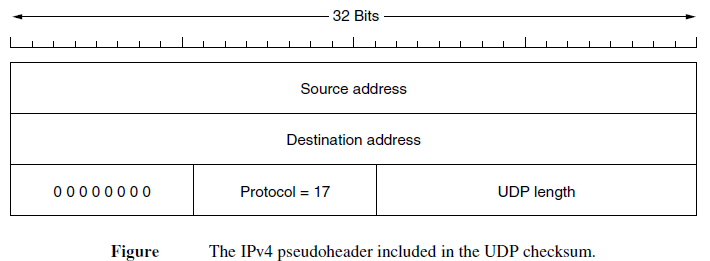 32 Bits
Source address
Destination address
0 0 0 0 0 0 0 0 Protocol = 17 UDP length
Figure The IPv4 pseudoheader included in the UDP checksum.